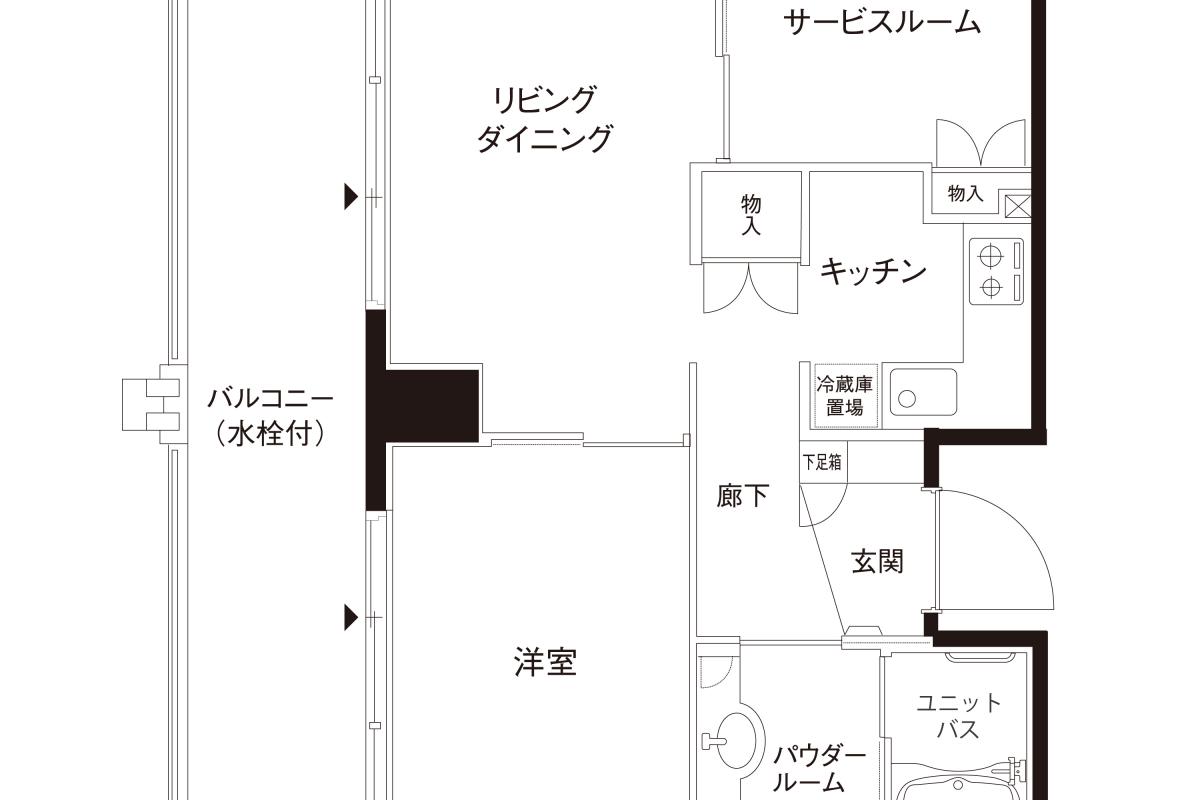 サービスルーム
リビング
ダイニング
物入
物
入
キッチン
バルコニー
（水栓付）
冷蔵庫
置場
下足箱
廊下
玄関
洋室
ユニット
バス
パウダー
ルーム